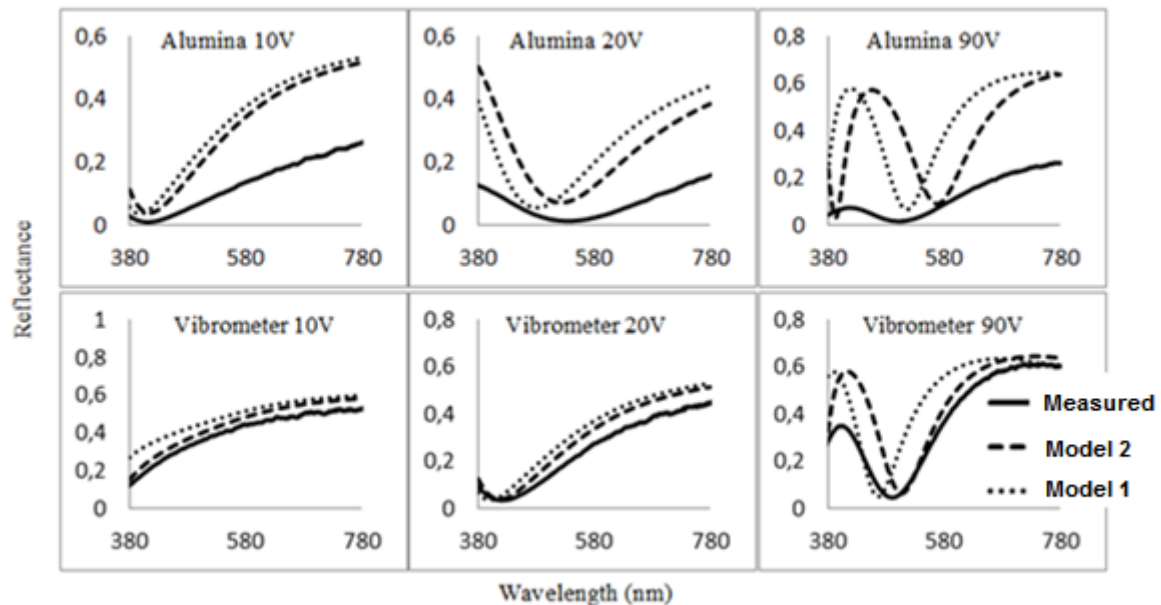 Reflectance
Alumina 10V
0,6
0,4
0,2
0
380 580 780
Alumina 20V
0,6
0,4
0,2
0
380 580 780
Alumina 90V
0,8
0,6
0,4
0,2
0
380 580 780
Vibrometer 10V
1
0,8
0,6
0,4
0,2
0
380 580 780
Vibrometer 20V
0,8
0,6
0,4
0,2
0
380 580 780
Vibrometer 90V
0,8
0,6
0,4
0,2
0
380 580 780
Measured
Model 2
Model 1
Wavelength (nm)